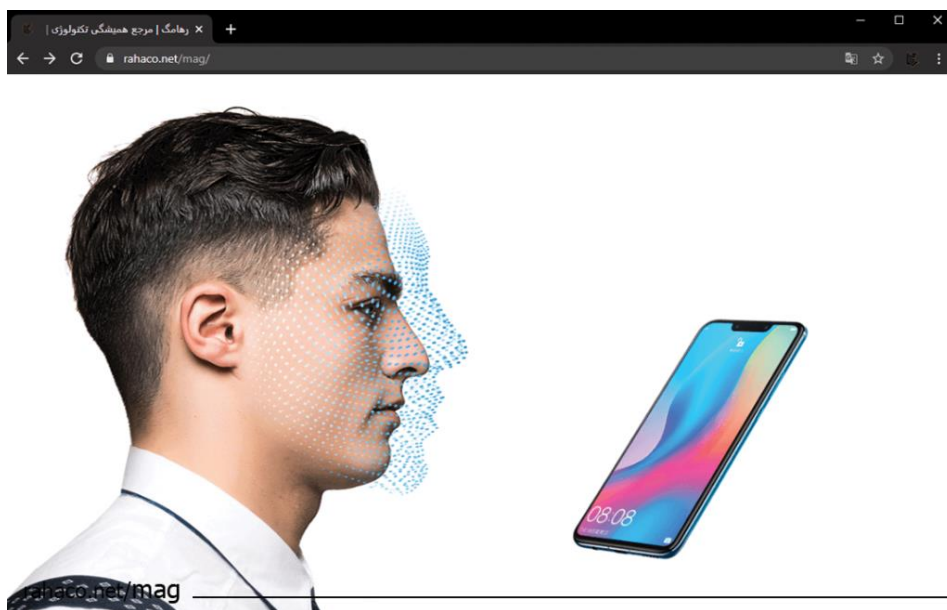 رهامگ | مرجع همیشگی تکنولوژی |
rahaco.net/mag/
08:08
rahaco.net/mag